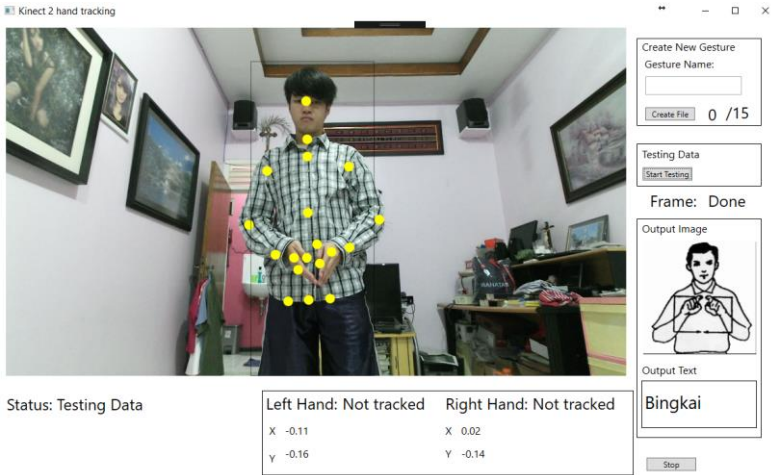 Kinect 2 hand tracking
Create New Gesture
Gesture Name:
Create File 0 /15
Testing Data
Start Testing
Frame: Done
Output Image
Output Text
Bingkai
Stop
Status: Testing Data
Left Hand: Not tracked Right Hand: Not tracked
X -0.11 X 0.02
Y -0.16 Y -0.14